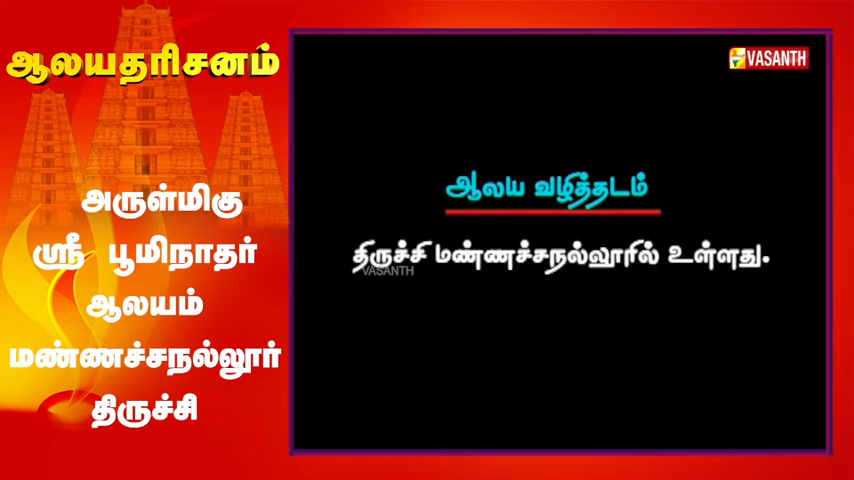 ஆலயதரிசனம்
அருள்மிகு
ஸ்ரீ பூமிநாதர்
ஆலயம்
மண்ணச்சநல்லூர்
திருச்சி
VASANTH
ஆலய வழித்தடம்
திருச்சி மண்ணச்சநல்லூரில் உள்ளது.
VASANTH